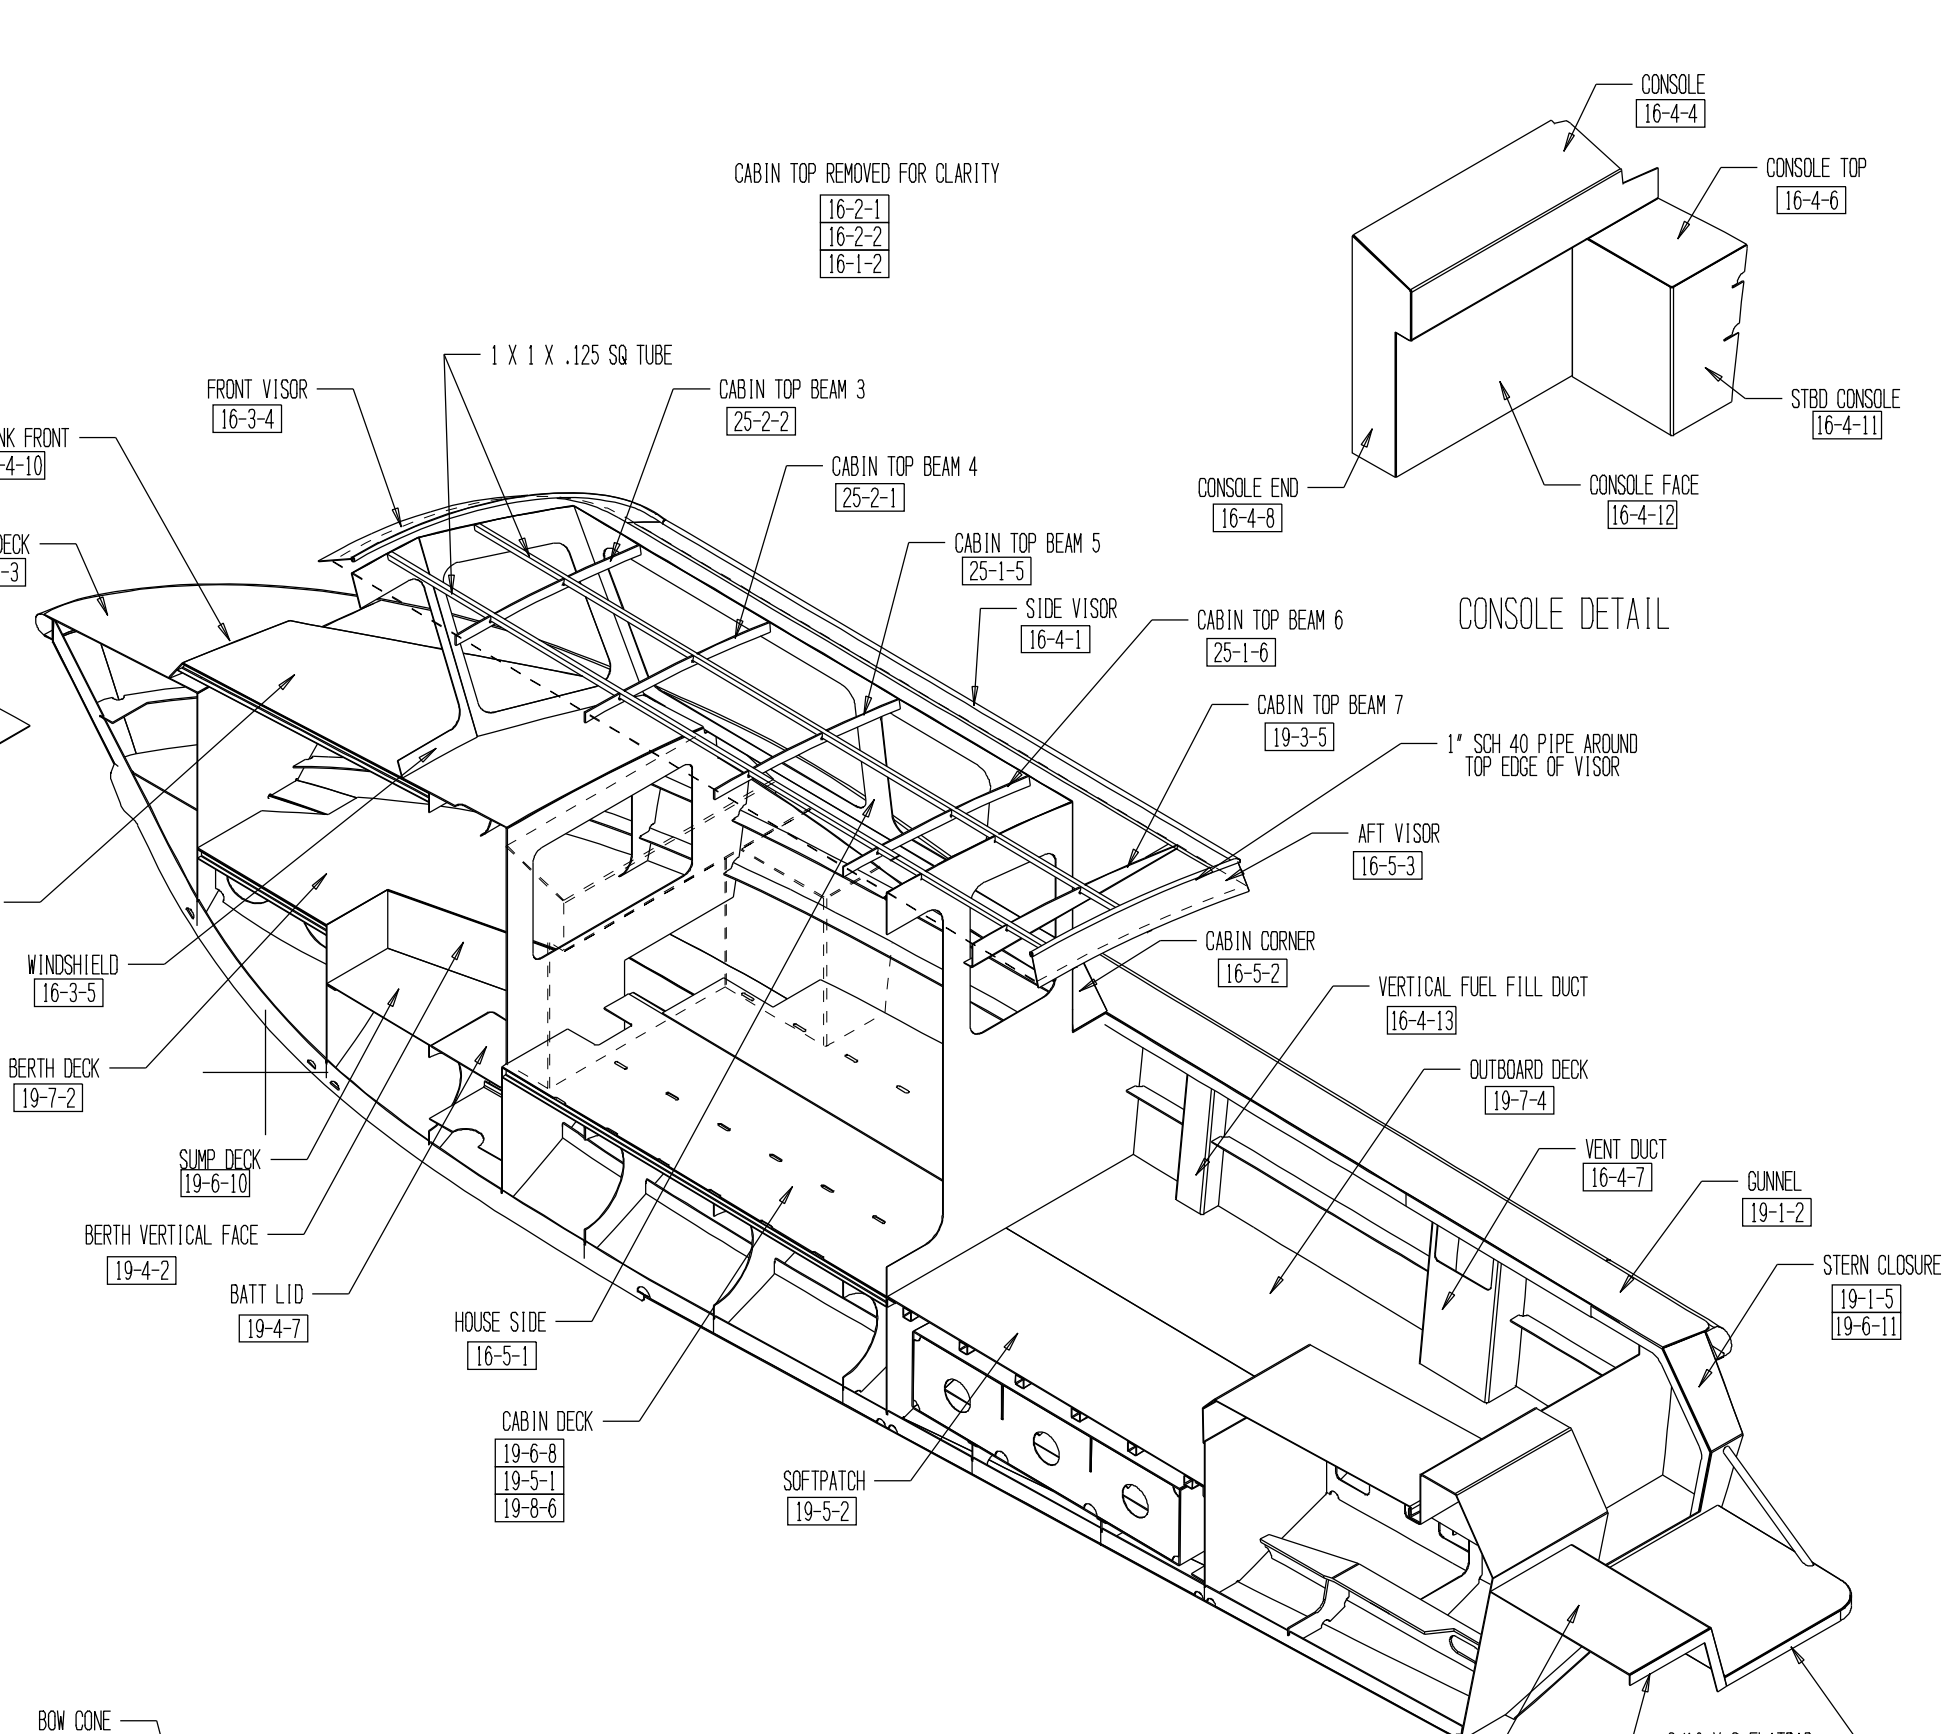 CONSOLE
16-4-4
CONSOLE TOP
16-4-6
CABIN TOP REMOVED FOR CLARITY
16-2-1
16-2-2
16-1-2
1 X 1 X .125 SQ TUBE
FRONT VISOR
16-3-4
CABIN TOP BEAM 3
25-2-2
STBD CONSOLE
16-4-11
NK FRONT
-4-10
CABIN TOP BEAM 4
25-2-1
CONSOLE END
16-4-8
CONSOLE FACE
16-4-12
DECK
-3
CABIN TOP BEAM 5
25-1-5
SIDE VISOR
16-4-1
CABIN TOP BEAM 6
25-1-6
CONSOLE DETAIL
CABIN TOP BEAM 7
19-3-5
1" SCH 40 PIPE AROUND
TOP EDGE OF VISOR
AFT VISOR
16-5-3
WINDSHIELD
16-3-5
CABIN CORNER
16-5-2
VERTICAL FUEL FILL DUCT
16-4-13
BERTH DECK
19-7-2
OUTBOARD DECK
19-7-4
SUMP DECK
19-6-10
VENT DUCT
16-4-7
GUNNEL
19-1-2
BERTH VERTICAL FACE
19-4-2
STERN CLOSURE
19-1-5
19-6-11
BATT LID
19-4-7
HOUSE SIDE
16-5-1
CABIN DECK
19-6-8
19-5-1
19-8-6
SOFTPATCH
19-5-2
BOW CONE